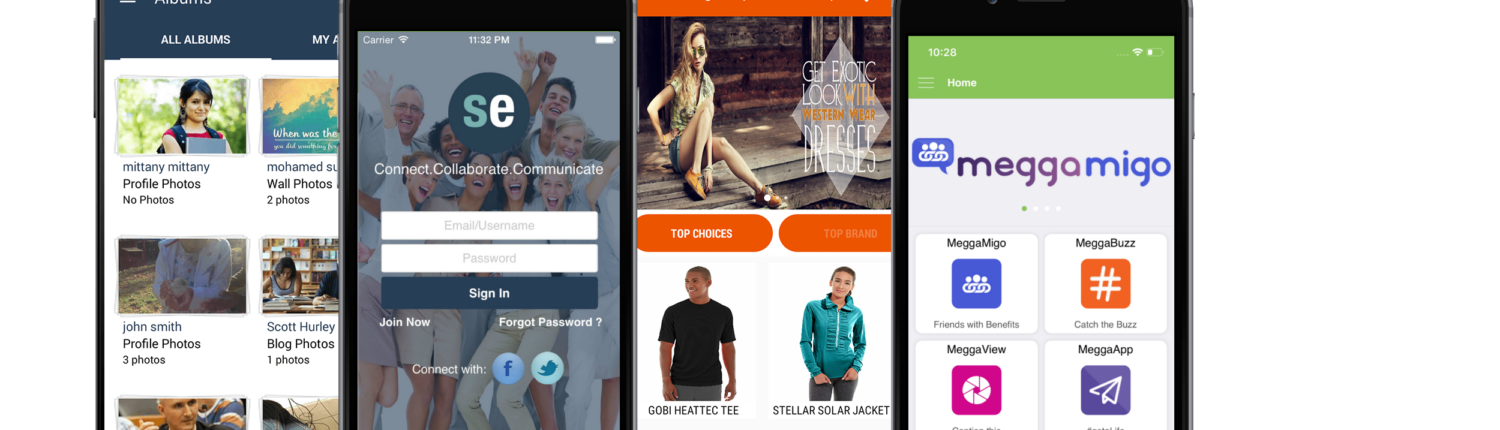 Albums
ALL ALBUMS
mittany mittany
Profile Photos
No Photos
When was the
you did something for
Wall Photos
2 photos
john smith
Profile Photos
3 photos
Scott Hurley
Blog Photos
1 photos
Carrier
11:32 PM
se
Connect.Collaborate.Communicate
Email/Username
Password
Sign In
Join Now
Forgot Password ?
Connect with:
f
GET EXOTIC
LOOK WITH
WESTERN WEAR
DRESSES
TOP CHOICES
TOP BRAND
GOBI HEATTEC TEE
STELLAR SOLAR JACKET
10:28
Home
meggamigo
MeggaMigo
Friends with Benefits
MeggaBuzz
#
Catch the Buzz
MeggaView
MeggaApp